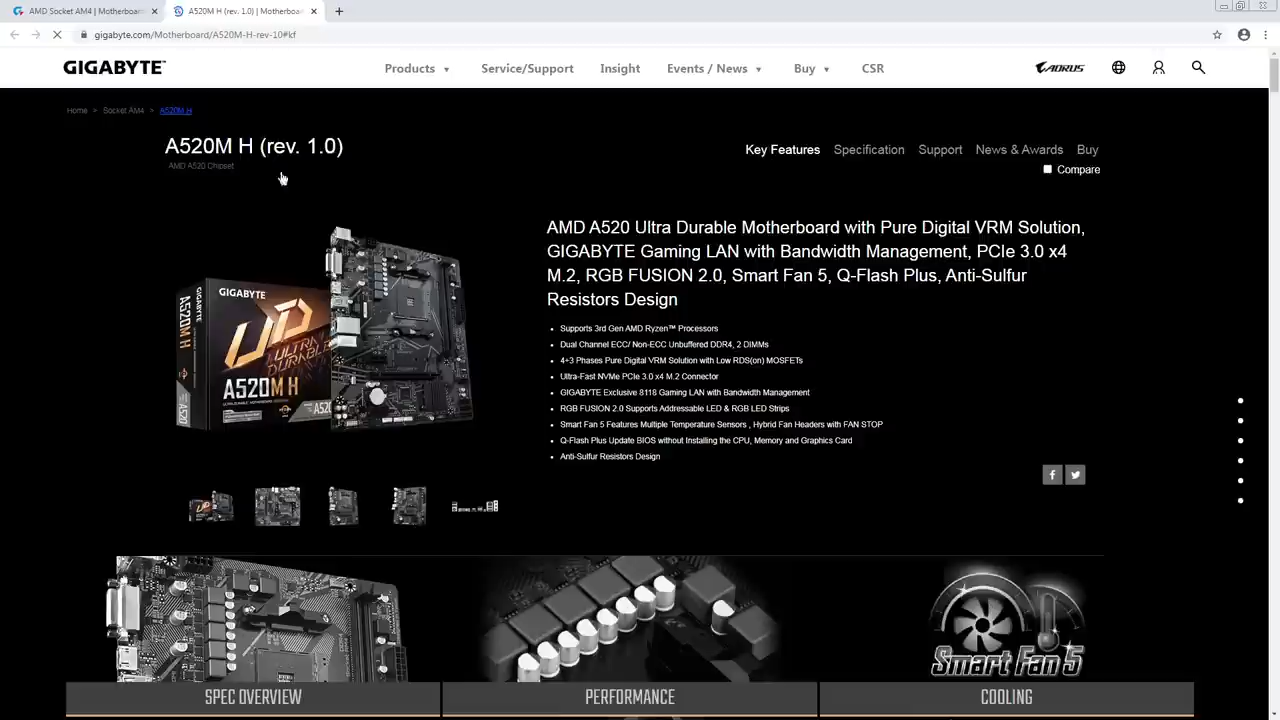 AMD Socket AM4 | Motherboar
A520M H (rev. 1.0) | Motherboa
gigabyte.com/Motherboard/A520M-H-rev-10#kf
GIGABYTE
Products
Service/Support
Insight
Events / News
Buy
CSR
AORUS
Home > Socket AM4 > A520M H
A520M H (rev. 1.0)
AMD A520 Chipset
Key Features
Specification
Support
News & Awards
Buy
Compare
AMD A520 Ultra Durable Motherboard with Pure Digital VRM Solution,
GIGABYTE Gaming LAN with Bandwidth Management, PCIe 3.0 x4
M.2, RGB FUSION 2.0, Smart Fan 5, Q-Flash Plus, Anti-Sulfur
Resistors Design
Supports 3rd Gen AMD Ryzen™ Processors
Dual Channel ECC/ Non-ECC Unbuffered DDR4, 2 DIMMs
4+3 Phases Pure Digital VRM Solution with Low RDS(on) MOSFETs
Ultra-Fast NVMe PCIe 3.0 x4 M.2 Connector
GIGABYTE Exclusive 8118 Gaming LAN with Bandwidth Management
RGB FUSION 2.0 Supports Addressable LED & RGB LED Strips
Smart Fan 5 Features Multiple Temperature Sensors , Hybrid Fan Headers with FAN STOP
Q-Flash Plus Update BIOS without Installing the CPU, Memory and Graphics Card
Anti-Sulfur Resistors Design
GIGABYTE
UD
ULTRA
DURABLE
A520M H
A520M H
GIGABYTE
A520
Smart Fan 5
SPEC OVERVIEW
PERFORMANCE
COOLING